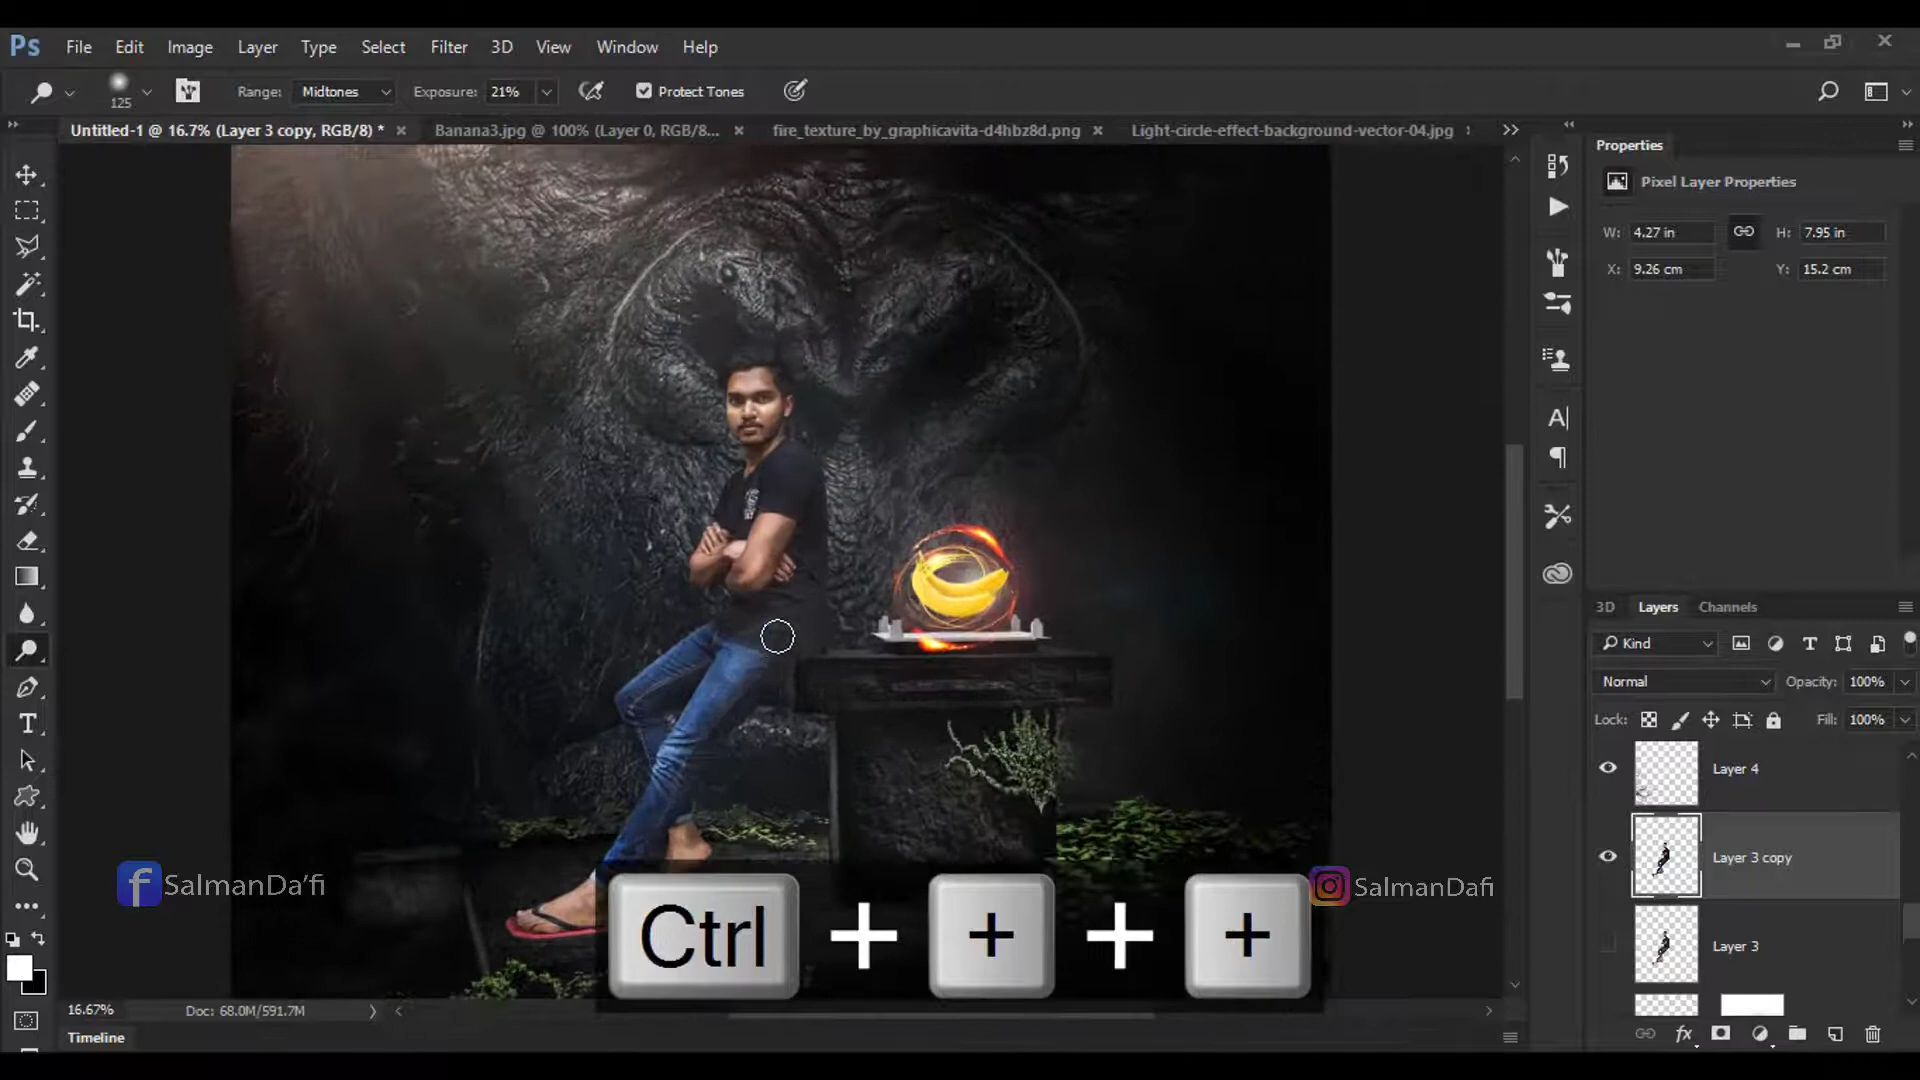 Ps File Edit Image Layer Type Select Filter 3D View Window Help
125 Range: Midtones Exposure: 21% Protect Tones
Untitled-1 @ 16.7% (Layer 3 copy, RGB/8) * Banana3.jpg @ 100% (Layer 0, RGB/8... fire_texture_by_graphicavita-d4hbz8d.png Light-circle-effect-background-vector-04.jpg
Properties
Pixel Layer Properties
W: 4.27 in H: 7.95 in
X: 9.26 cm Y: 15.2 cm
3D Layers Channels
Kind
Normal Opacity: 100%
Lock: Fill: 100%
Layer 4
Layer 3 copy
Layer 3
SalmanDa'fi
SalmanDafi
Ctrl + + + +
16.67% Doc: 68.0M/591.7M
Timeline